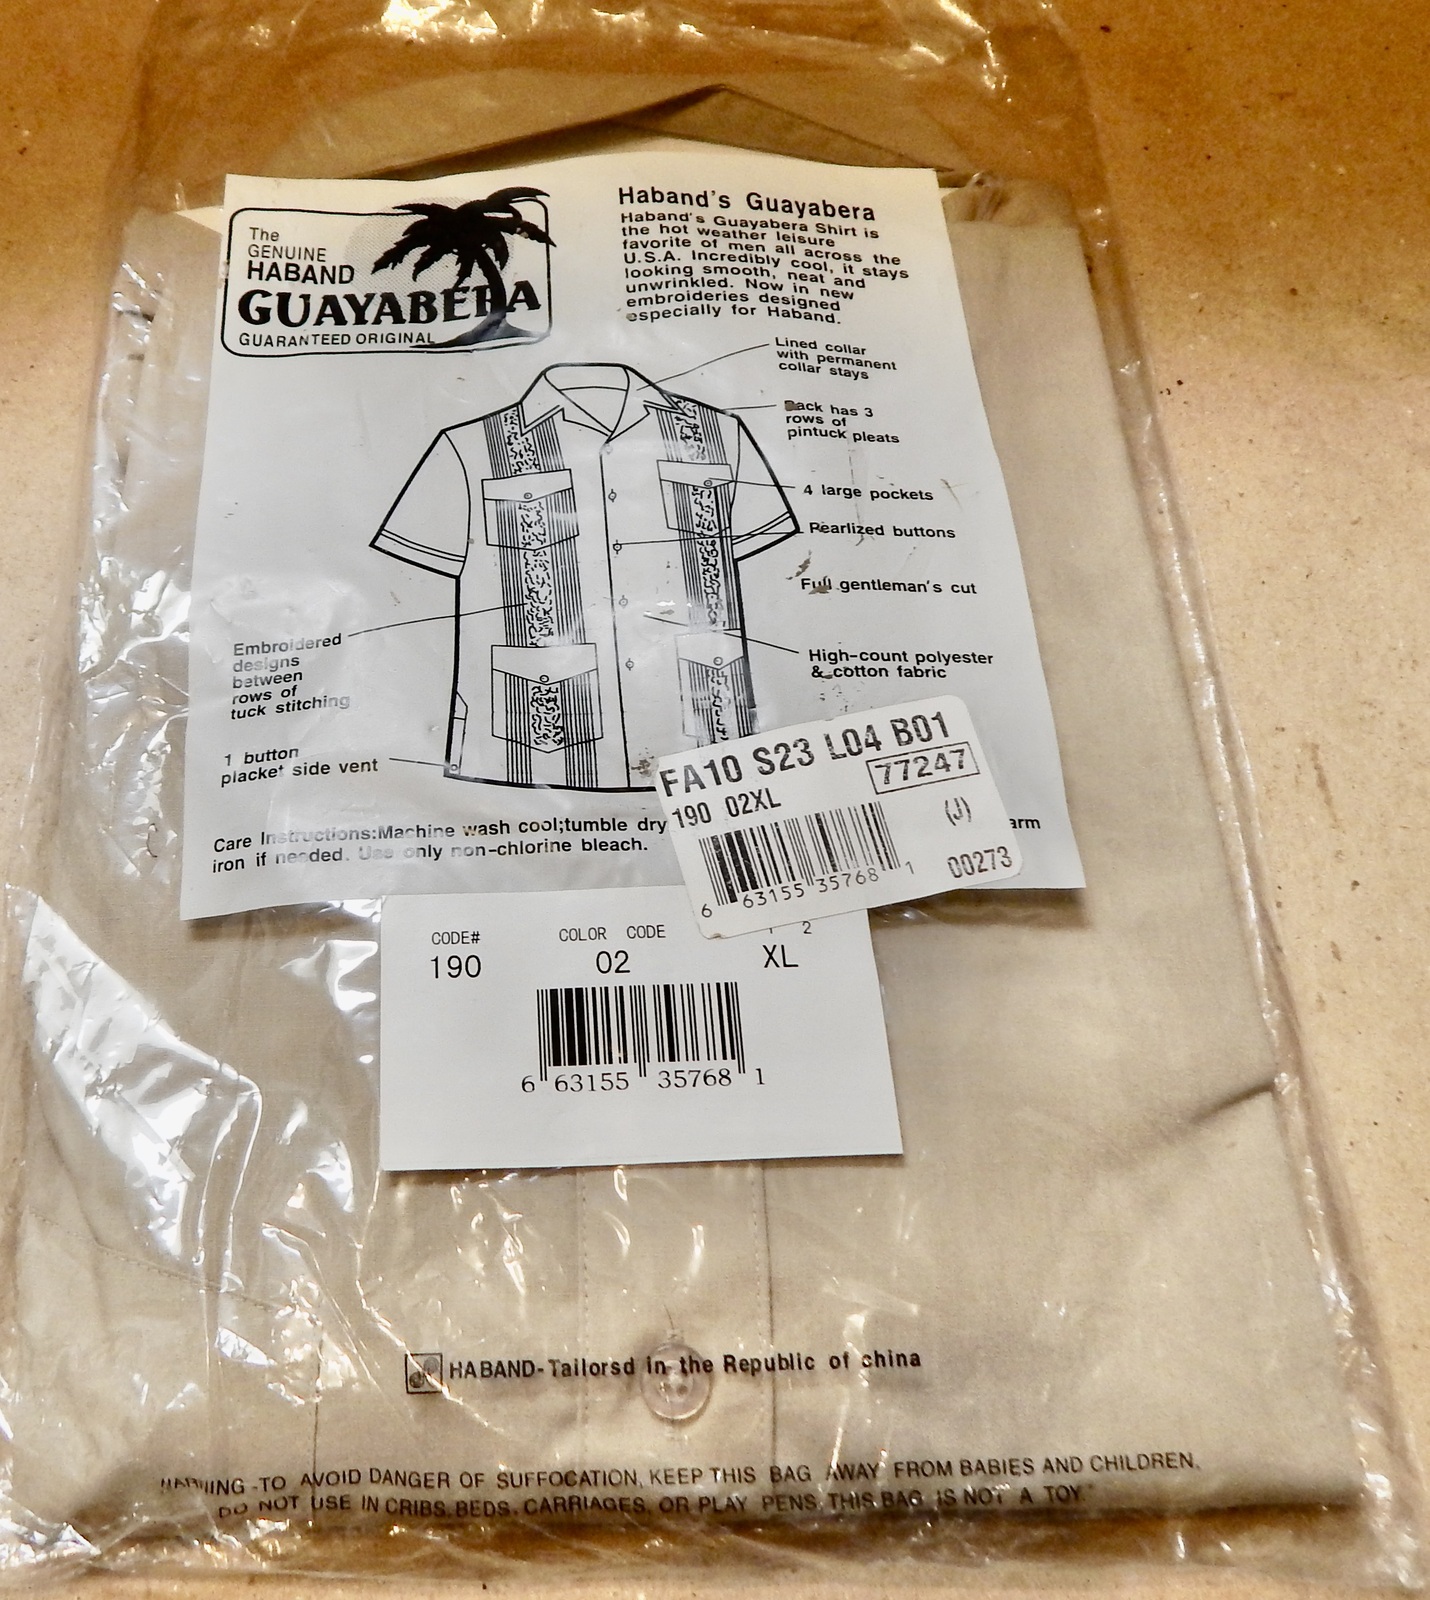 The
GENUINE
HABAND
GUAYABERA
GUARANTEED ORIGINAL
Haband's Guayabera
Haband's Guayabera Shirt is
the hot weather leisure
favorite of men all across the
U.S.A. Incredibly cool, it stays
looking smooth, neat and
unwrinkled. Now in new
embroideries designed
especially for Haband.
Lined collar
with permanent
collar stays
Back has 3
rows of
pintuck pleats
4 large pockets
Pearlized buttons
Full gentleman's cut
High-count polyester
& cotton fabric
Embroidered
designs
between
rows of
tuck stitching
1 button
placket side vent
Care Instructions:Machine wash cool;tumble dry
iron if needed. Use only non-chlorine bleach.
FA10 S23 L04 B01
77247
190 02XL
(J)
00273
6 63155 35768 1
CODE# COLOR CODE 2
190 02 XL
6 63155 35768 1
HABAND-Tailorsd in the Republic of china
WARNING -TO AVOID DANGER OF SUFFOCATION, KEEP THIS BAG AWAY FROM BABIES AND CHILDREN.
DO NOT USE IN CRIBS, BEDS, CARRIAGES, OR PLAY PENS, THIS BAG IS NOT A TOY.